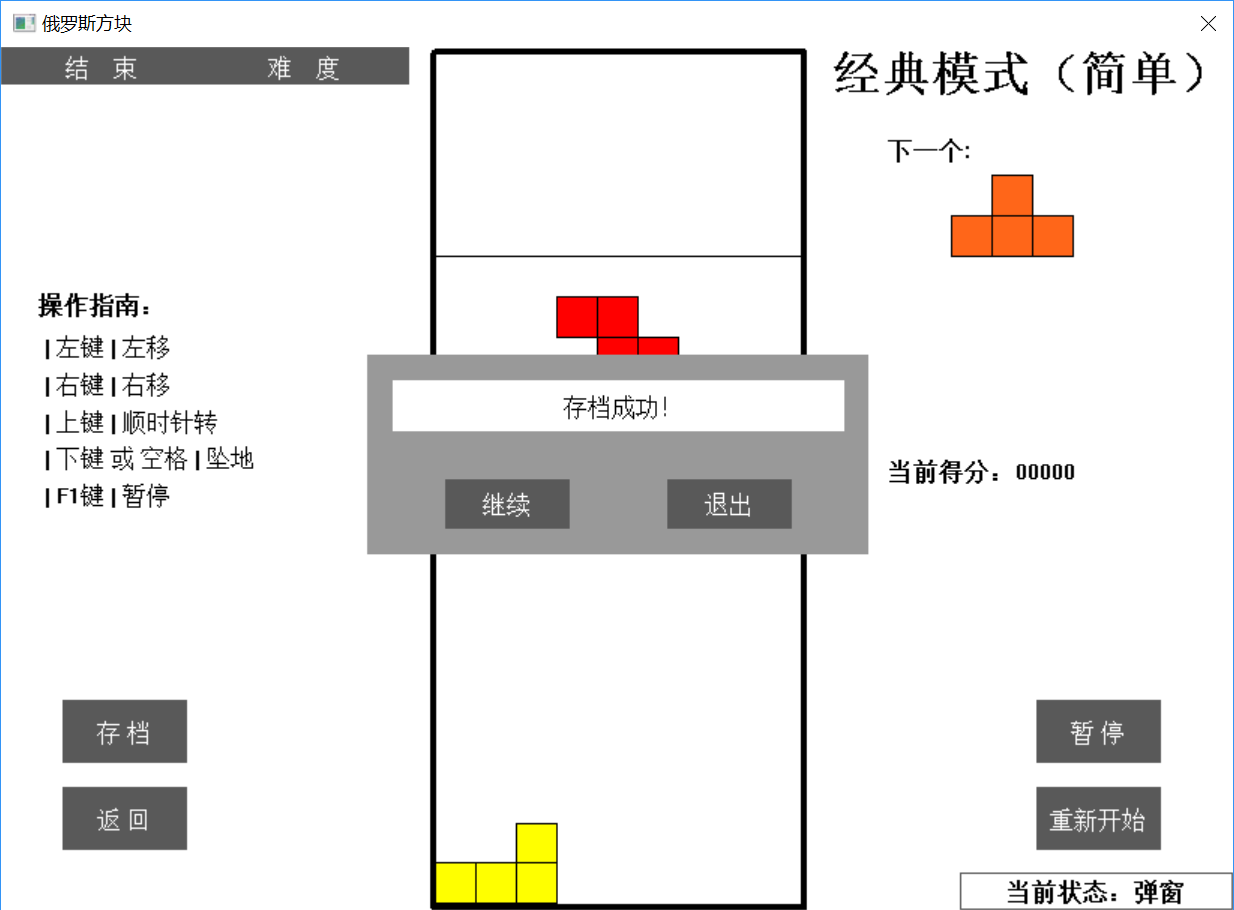 俄罗斯方块
结 束 难 度
经典模式（简单）
下一个:
操作指南：
|左键|左移
|右键|右移
|上键|顺时针转
|下键 或 空格|坠地
|F1键|暂停
存档成功!
继续 退出
当前得分：00000
存 档
返 回
暂 停
重新开始
当前状态：弹窗